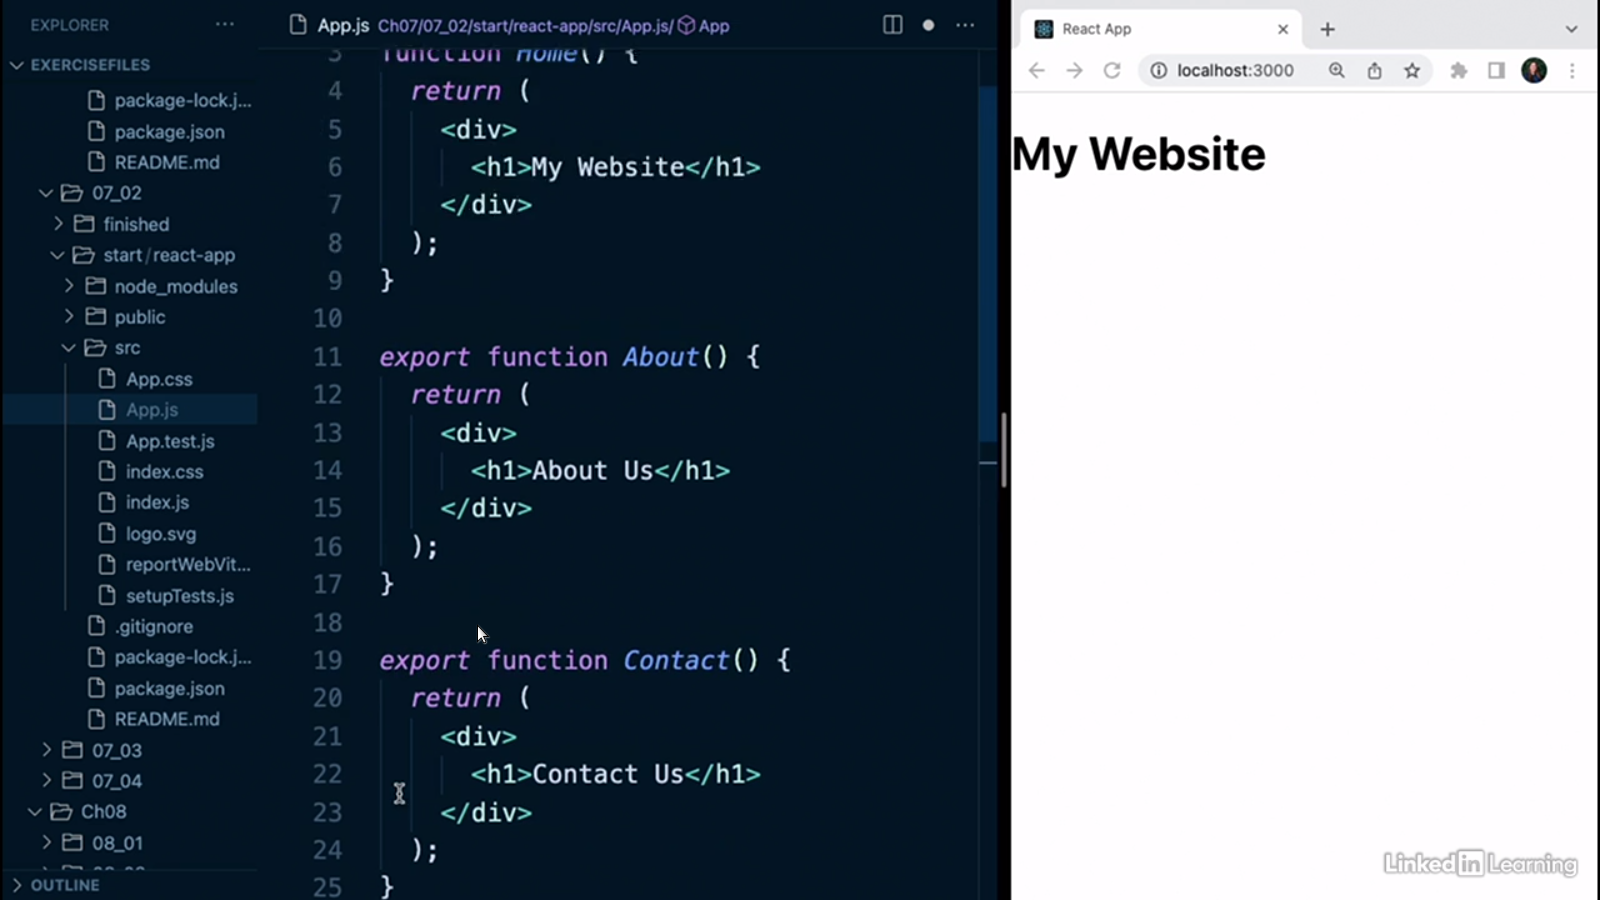 EXPLORER
EXERCISEFILES
package-lock.j...
package.json
README.md
07_02
finished
start/react-app
node_modules
public
src
App.css
App.js
App.test.js
index.css
index.js
logo.svg
reportWebVit...
setupTests.js
.gitignore
package-lock.j...
package.json
README.md
07_03
07_04
Ch08
08_01
OUTLINE
App.js Ch07/07_02/start/react-app/src/App.js/ App
3 function Home() {
4 return (
5 <div>
6 <h1>My Website</h1>
7 </div>
8 );
9 }
10
11 export function About() {
12 return (
13 <div>
14 <h1>About Us</h1>
15 </div>
16 );
17 }
18
19 export function Contact() {
20 return (
21 <div>
22 <h1>Contact Us</h1>
23 </div>
24 );
25 }
React App
localhost:3000
My Website
LinkedIn Learning